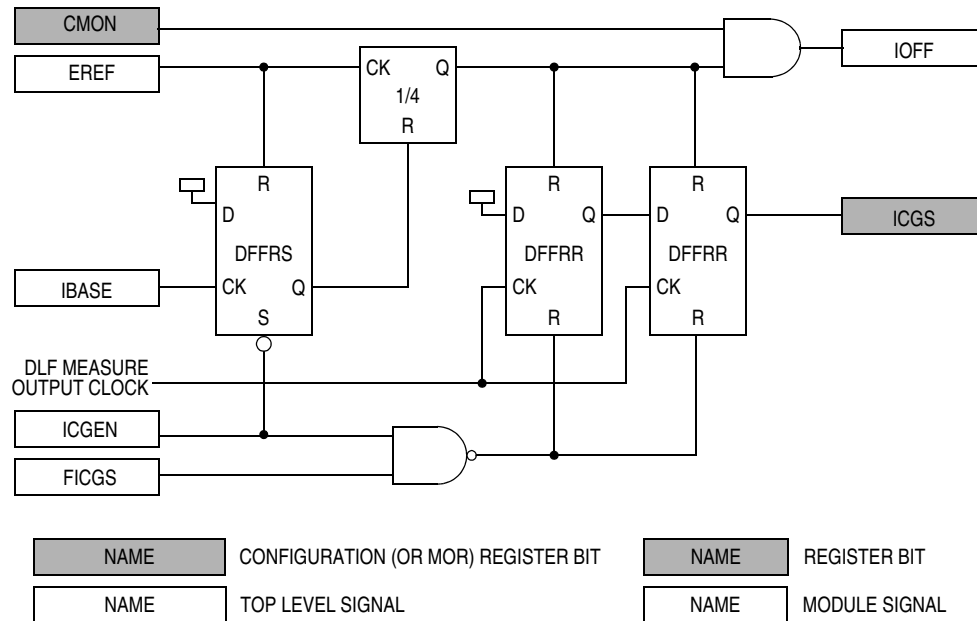 CMON
IOFF
EREF
CK Q
1/4
R
R
D
DFFRS
CK Q
S
R
D Q
DFFRR
CK
R
R
D Q
DFFRR
CK
R
ICGS
IBASE
DLF MEASURE
OUTPUT CLOCK
ICGEN
FICGS
NAME CONFIGURATION (OR MOR) REGISTER BIT
NAME REGISTER BIT
NAME TOP LEVEL SIGNAL
NAME MODULE SIGNAL